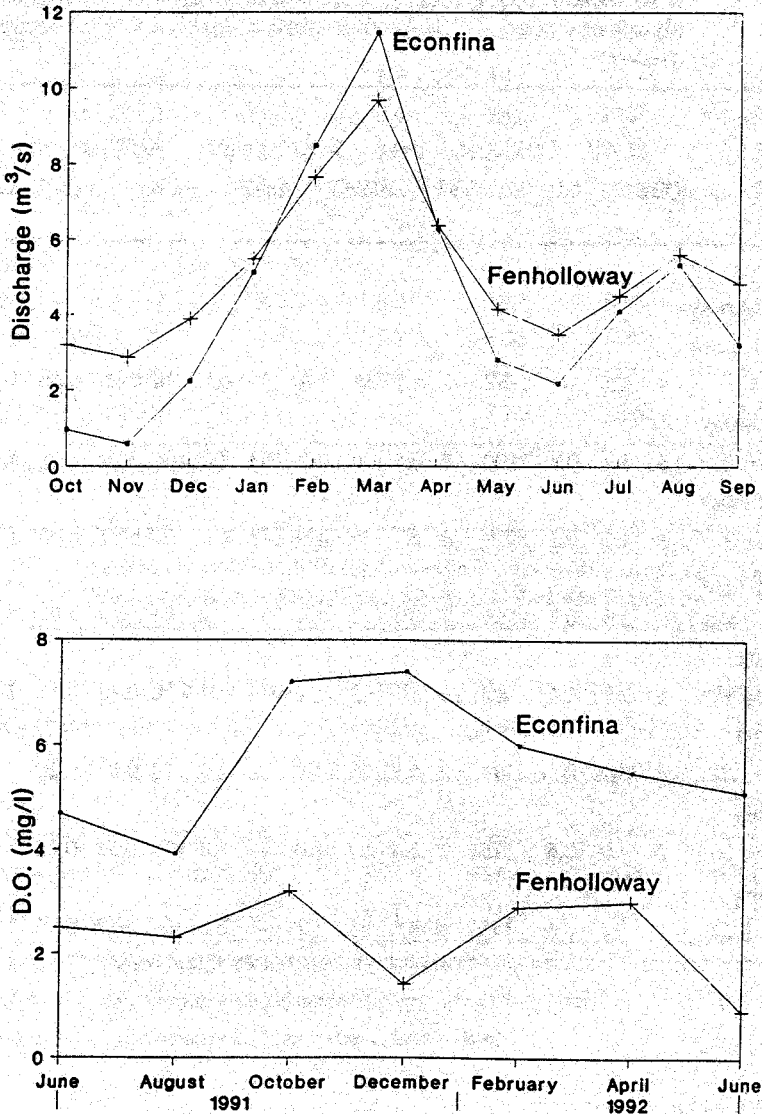 12
Econfina
10
8
Discharge (m³/s)
6
Fenholloway
4
2
0
Oct Nov Dec Jan Feb Mar Apr May Jun Jul Aug Sep
8
Econfina
6
D.O. (mg/l)
4
Fenholloway
2
0
June August October December February April June
1991 1992